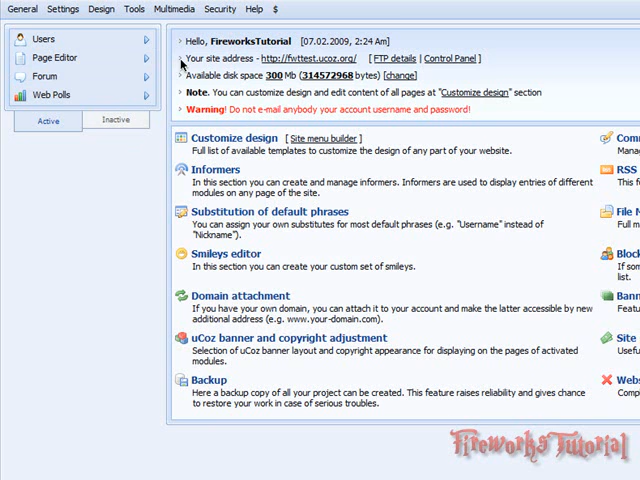 General Settings Design Tools Multimedia Security Help $
Users
Page Editor
Forum
Web Polls
Active
Inactive
Hello, FireworksTutorial [07.02.2009, 2:24 Am]
Your site address - http://fwttest.ucoz.org/ [ FTP details | Control Panel ]
Available disk space 300 Mb (314572968 bytes) [change]
Note. You can customize design and edit content of all pages at "Customize design" section
Warning! Do not e-mail anybody your account username and password!
Customize design [ Site menu builder ]
Full list of available templates to customize the design of any part of your website.
Informers
In this section you can create and manage informers. Informers are used to display entries of different
modules on any page of the site.
Substitution of default phrases
You can assign your own substitutes for most default phrases (e.g. "Username" instead of
"Nickname").
Smileys editor
In this section you can create your custom set of smileys.
Domain attachment
If you have your own domain, you can attach it to your account and make the latter accessible by new
additional address (e.g. www.your-domain.com).
uCoz banner and copyright adjustment
Selection of uCoz banner layout and copyright appearance for displaying on the pages of activated
modules.
Backup
Here a backup copy of all your project can be created. This feature raises reliability and gives chance
to restore your work in case of serious troubles.
Com
Manag
RSS
File M
Full m
Block
If som
list.
Bann
Featu
Site
Useful
Webs
Comp
FireworksTutorial